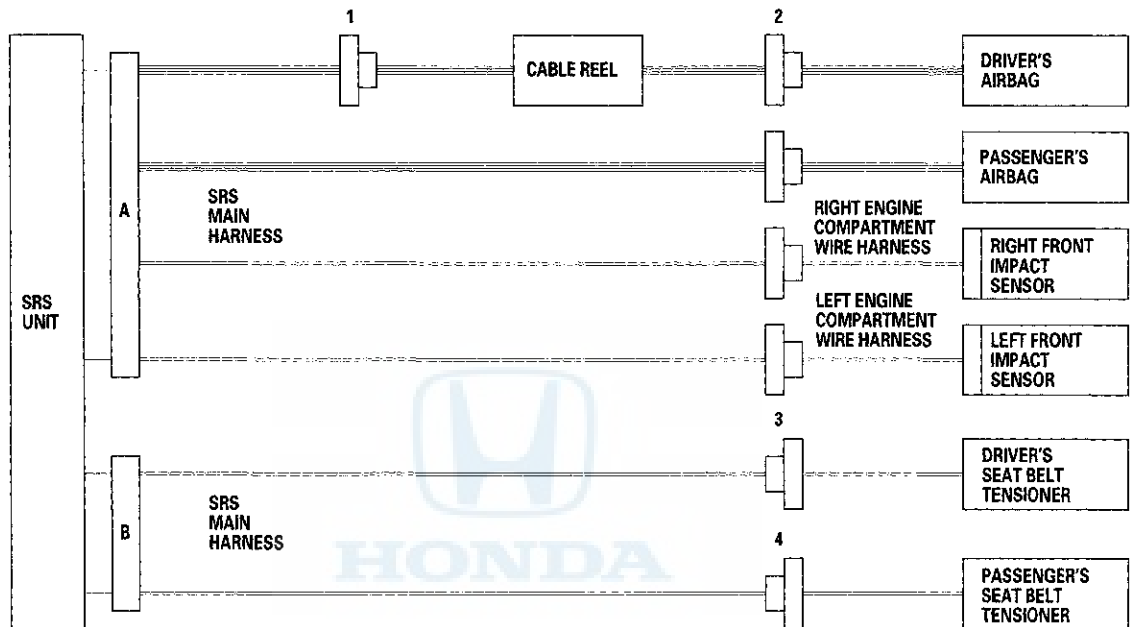 1
2
CABLE REEL
DRIVER'S
AIRBAG
PASSENGER'S
AIRBAG
A
SRS
MAIN
HARNESS
RIGHT ENGINE
COMPARTMENT
WIRE HARNESS
RIGHT FRONT
IMPACT
SENSOR
SRS
UNIT
LEFT ENGINE
COMPARTMENT
WIRE HARNESS
LEFT FRONT
IMPACT
SENSOR
3
DRIVER'S
SEAT BELT
TENSIONER
B
SRS
MAIN
HARNESS
HONDA
4
PASSENGER'S
SEAT BELT
TENSIONER